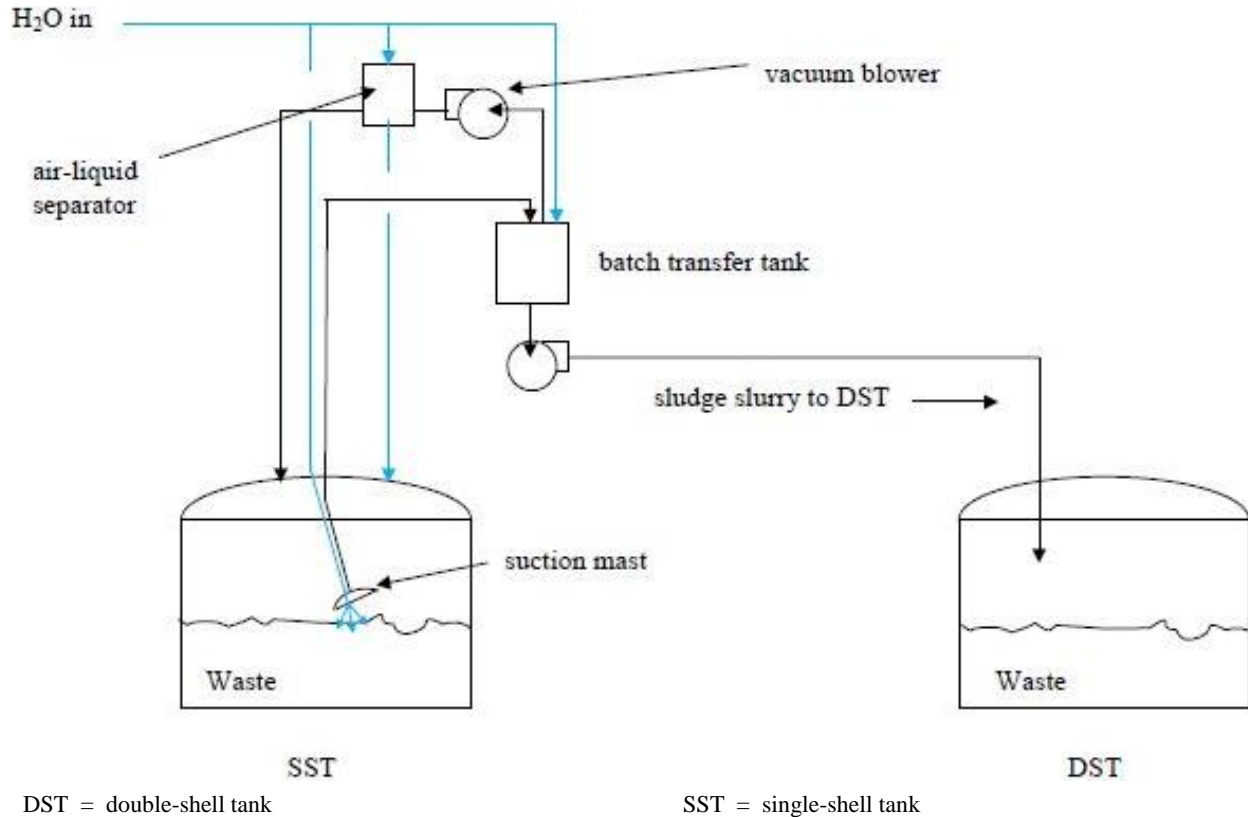 H₂O in
vacuum blower
air-liquid
separator
batch transfer tank
sludge slurry to DST
suction mast
Waste
Waste
SST
DST
DST = double-shell tank
SST = single-shell tank